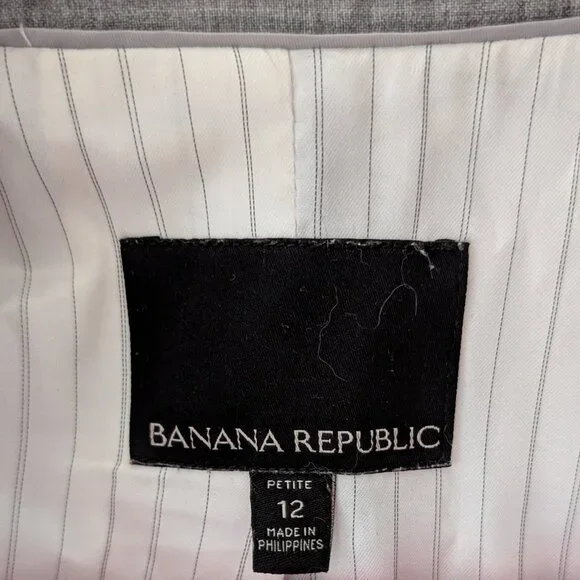 BANANA REPUBLIC
PETITE
12
MADE IN
PHILIPPINES